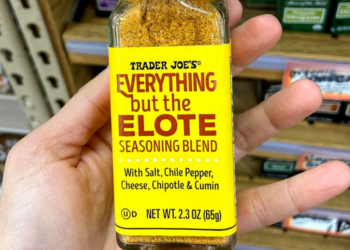 TRADER JOE'S®
EVERYTHING
but the
ELOTE
SEASONING BLEND
With Salt, Chile Pepper,
Cheese, Chipotle & Cumin
Ⓤ D NET WT. 2.3 OZ (65g)